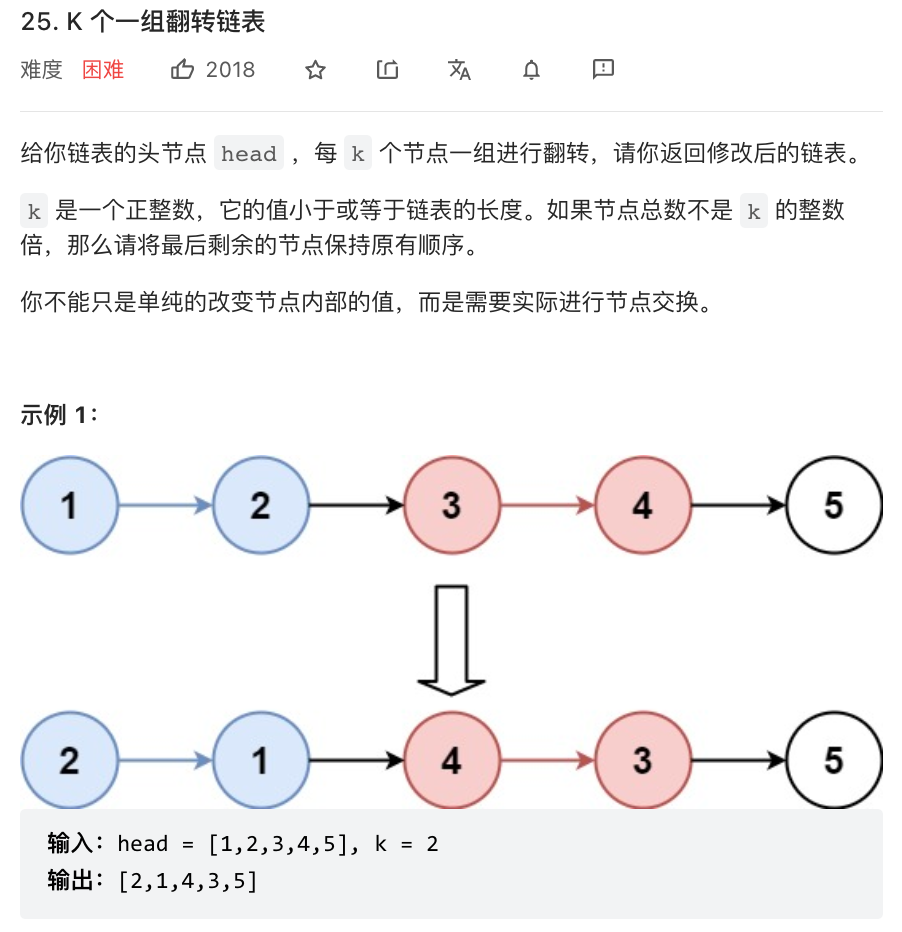 25. K 个一组翻转链表
难度 困难 2018
给你链表的头节点 head ，每 k 个节点一组进行翻转，请你返回修改后的链表。
k 是一个正整数，它的值小于或等于链表的长度。如果节点总数不是 k 的整数
倍，那么请将最后剩余的节点保持原有顺序。
你不能只是单纯的改变节点内部的值，而是需要实际进行节点交换。
示例 1：
1 2 3 4 5
2 1 4 3 5
输入：head = [1,2,3,4,5], k = 2
输出：[2,1,4,3,5]